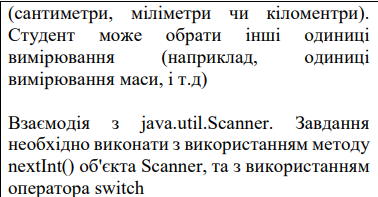 (сантиметри, міліметри чи кілометри).
Студент може обрати інші одиниці
вимірювання (наприклад, одиниці
вимірювання маси, і т.д)
Взаємодія з java.util.Scanner. Завдання
необхідно виконати з використанням методу
nextInt() об'єкта Scanner, та з використанням
оператора switch